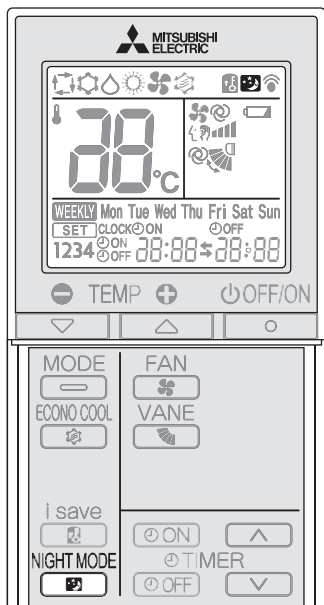 MITSUBISHI
ELECTRIC
88°C
WEEKLY Mon Tue Wed Thu Fri Sat Sun
SET CLOCK ON OFF
1234 ON 88:88 88:88
OFF
TEMP OFF/ON
MODE FAN
ECONO COOL VANE
i save
ON
NIGHT MODE TIMER
OFF